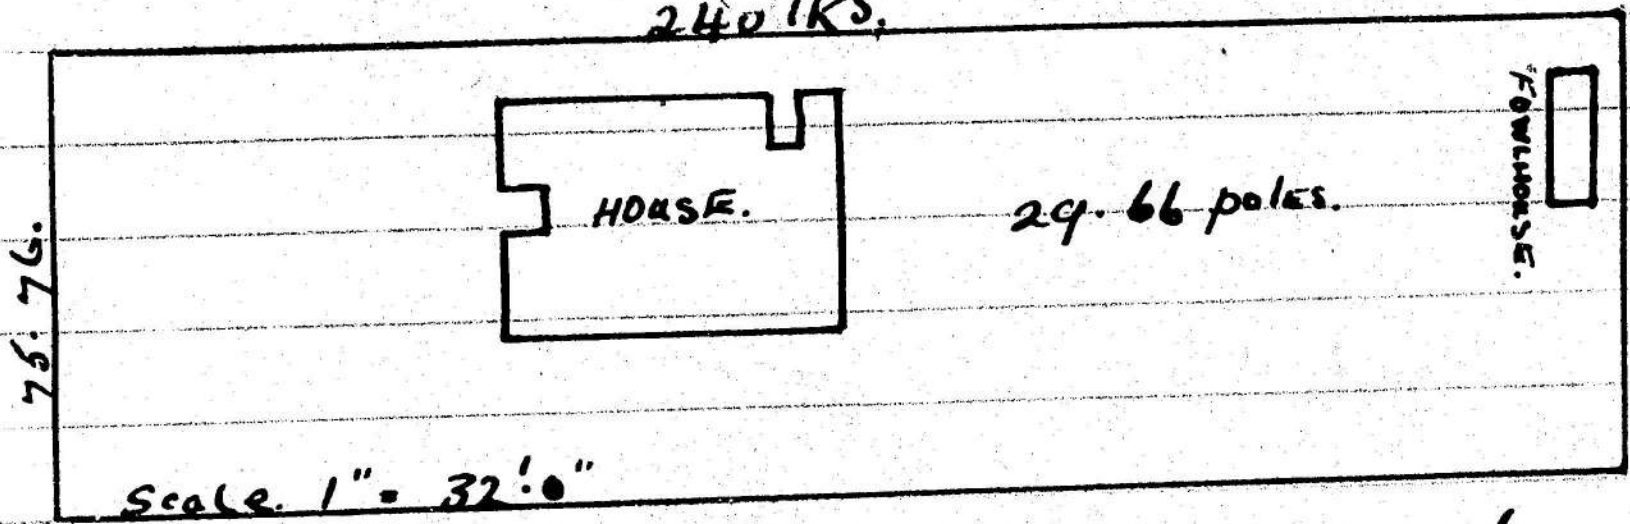 240 lks.
HOUSE.
29.66 poles.
FOWLHOUSE.
75.76.
Scale. 1" = 32'.0"